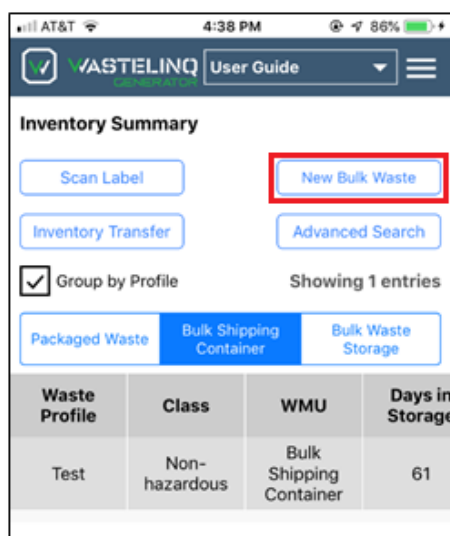 AT&T 4:38 PM 86%
WASTELINQ User Guide
GENERATOR
Inventory Summary
Scan Label New Bulk Waste
Inventory Transfer Advanced Search
Group by Profile Showing 1 entries
Packaged Waste Bulk Shipping Container Bulk Waste Storage
Waste Profile Class WMU Days in Storage
Test Non-hazardous Bulk Shipping Container 61